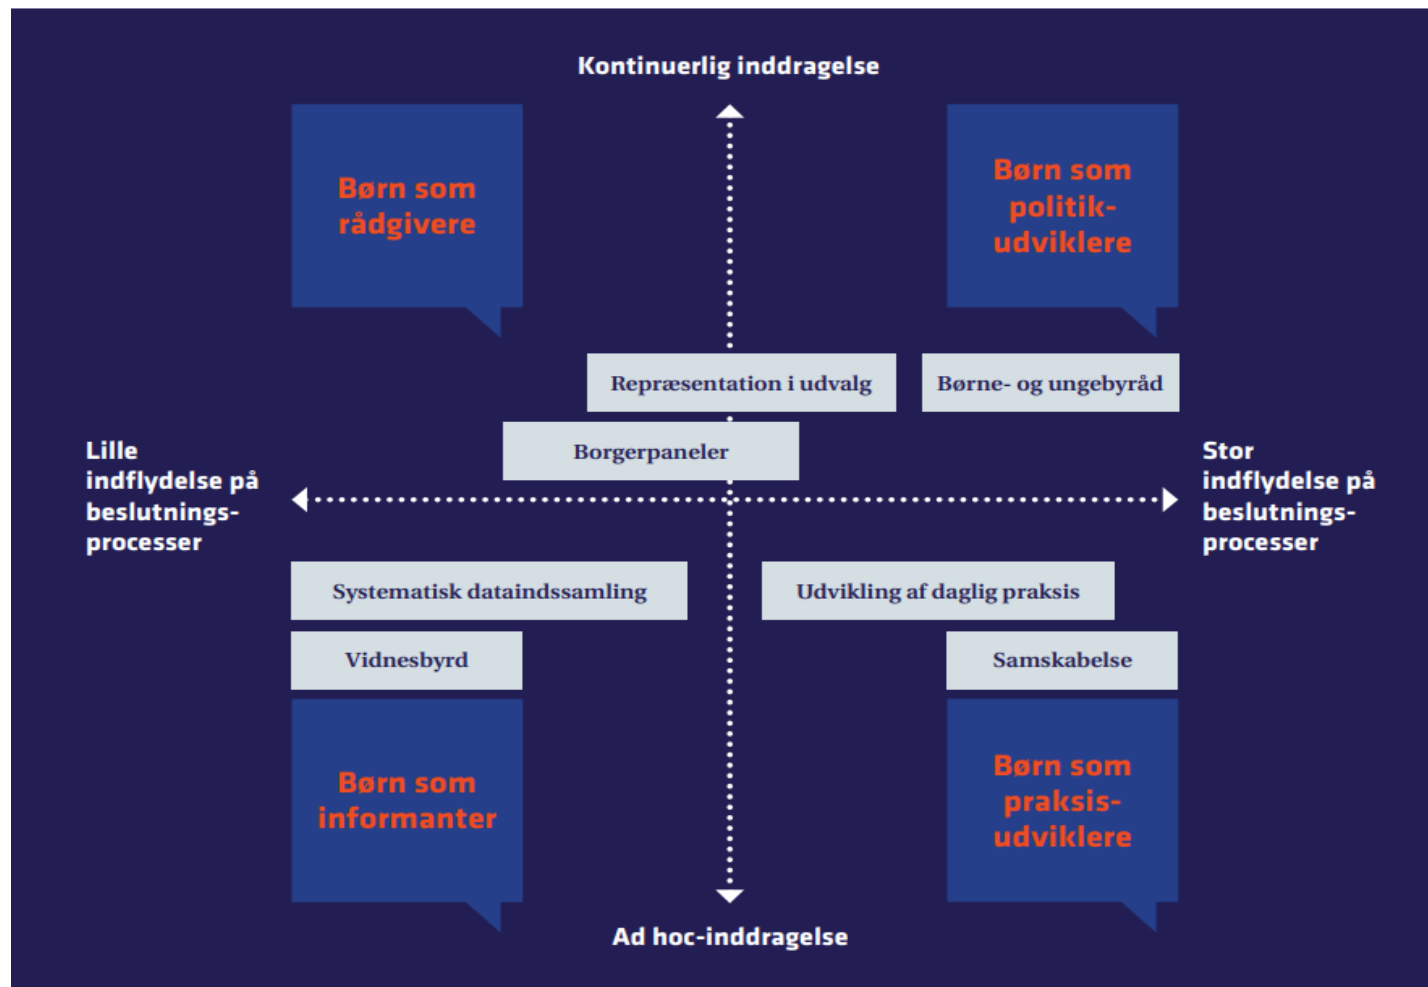 Kontinuerlig inddragelse
Børn som
rådgivere
Børn som
politik-
udviklere
Repræsentation i udvalg
Børne- og ungebyråd
Borgerpaneler
Lille
indflydelse på
beslutnings-
processer
Stor
indflydelse på
beslutnings-
processer
Systematisk dataindssamling
Udvikling af daglig praksis
Vidnesbyrd
Samskabelse
Børn som
informanter
Børn som
praksis-
udviklere
Ad hoc-inddragelse